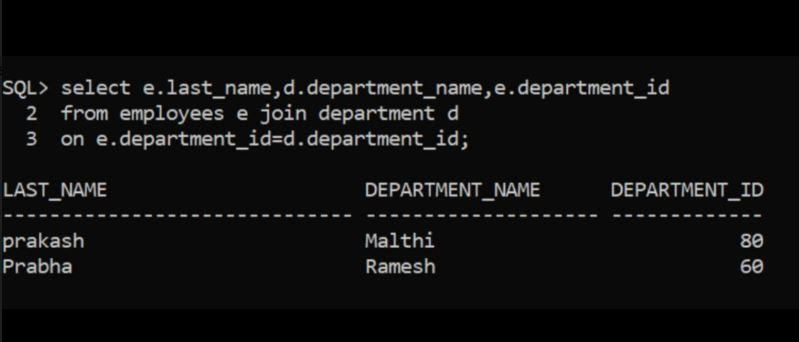 SQL> select e.last_name,d.department_name,e.department_id
  2  from employees e join department d
  3  on e.department_id=d.department_id;
LAST_NAME                      DEPARTMENT_NAME      DEPARTMENT_ID
------------------------------ -------------------- -------------
prakash                        Malthi                          80
Prabha                         Ramesh                          60